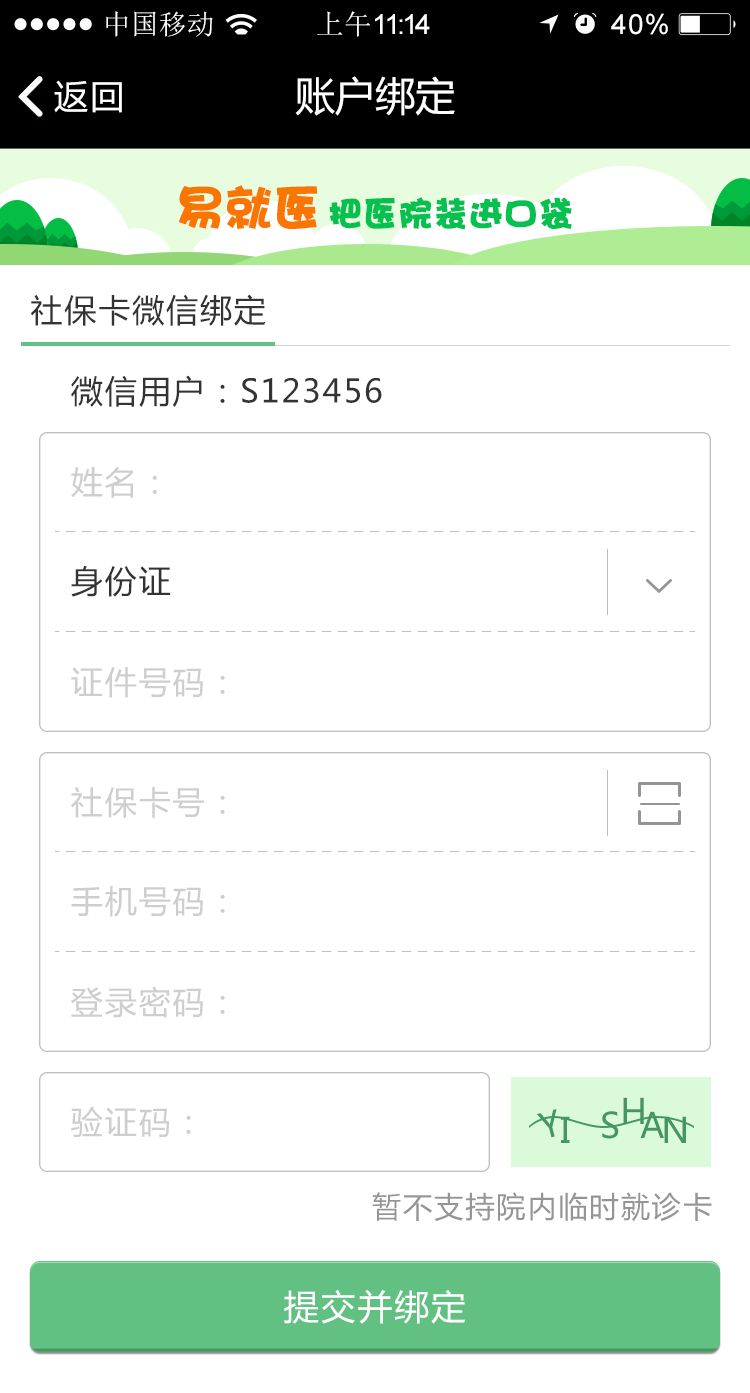 中国移动 上午11:14 40%
返回 账户绑定
易就医 把医院装进口袋
社保卡微信绑定
微信用户：S123456
姓名：
身份证
证件号码：
社保卡号：
手机号码：
登录密码：
验证码： YI SHAN
暂不支持院内临时就诊卡
提交并绑定